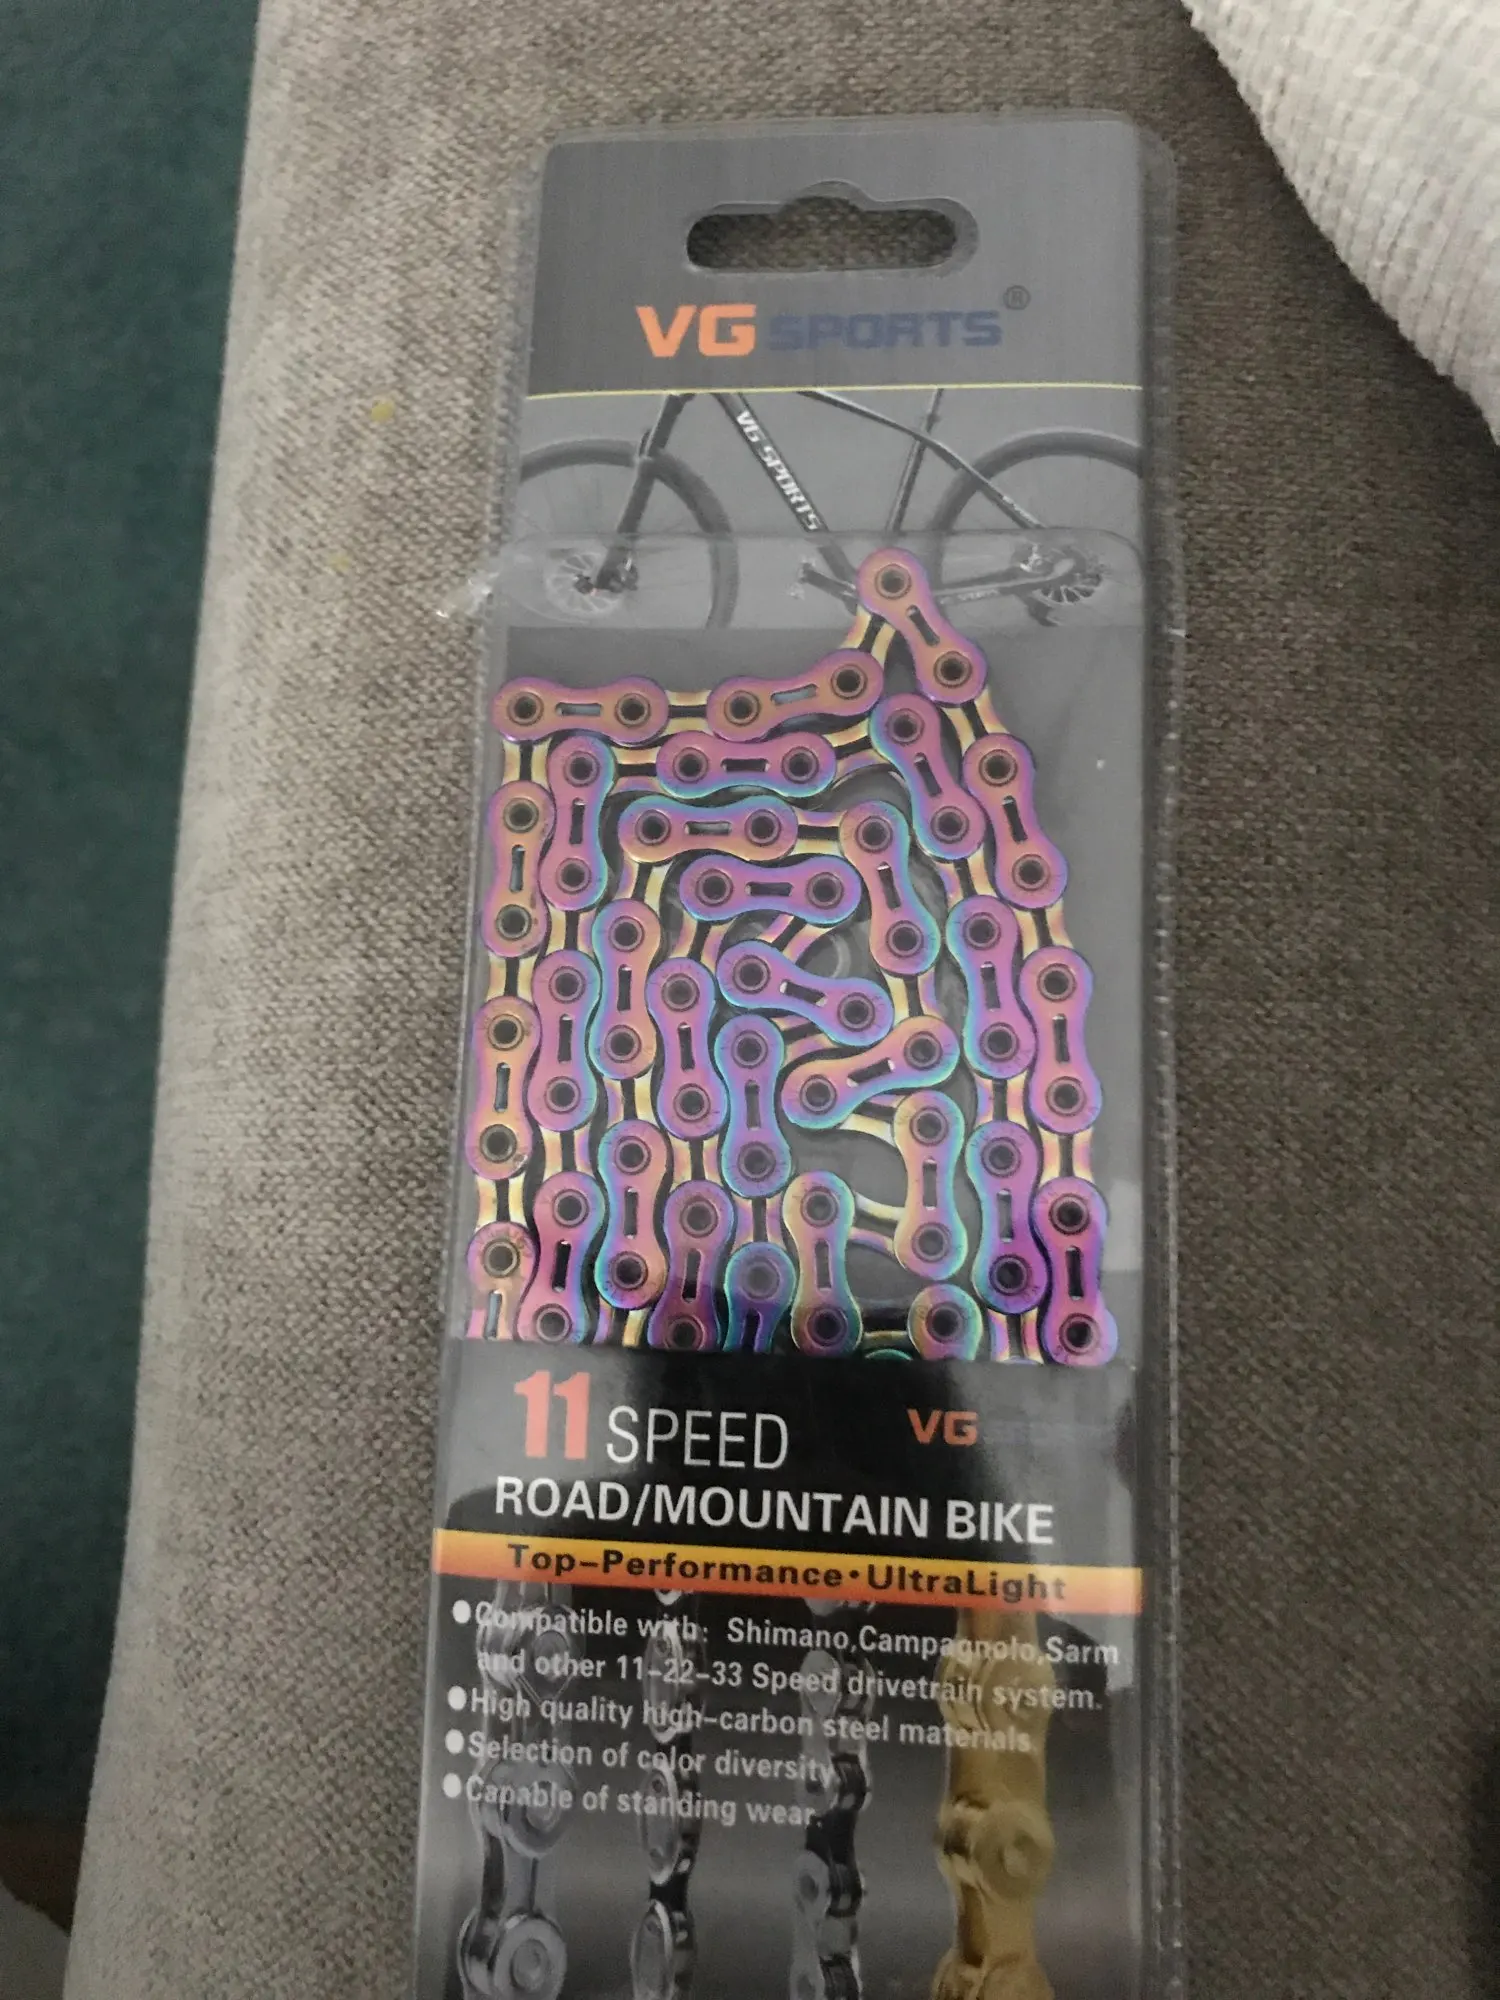 VG SPORTS®
VG SPORTS
11 SPEED
VG
ROAD/MOUNTAIN BIKE
Top-Performance·UltraLight
●Compatible with: Shimano,Campagnolo,Sarm
and other 11-22-33 Speed drivetrain system.
●High quality high-carbon steel materials.
●Selection of color diversity.
●Capable of standing wear.